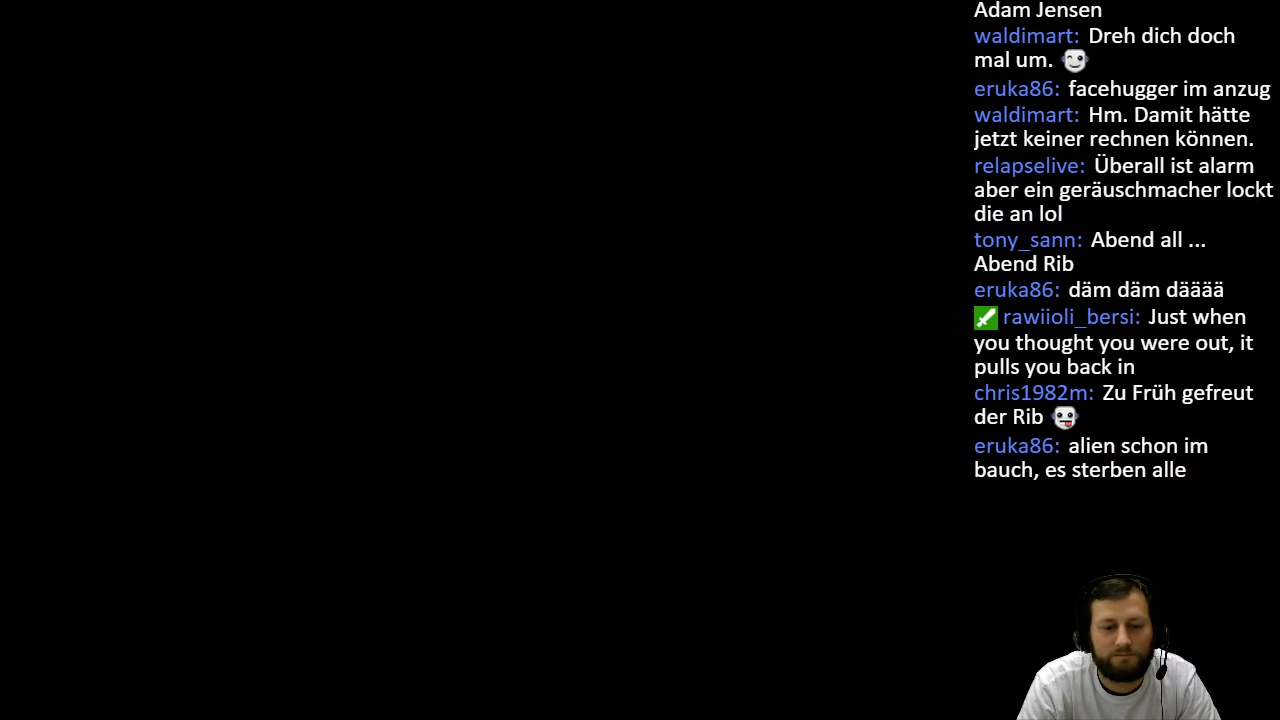 Adam Jensen
waldimart: Dreh dich doch
mal um.
eruka86: facehugger im anzug
waldimart: Hm. Damit hätte
jetzt keiner rechnen können.
relapselive: Überall ist alarm
aber ein geräuschmacher lockt
die an lol
tony_sann: Abend all ...
Abend Rib
eruka86: däm däm dääää
rawiioli_bersi: Just when
you thought you were out, it
pulls you back in
chris1982m: Zu Früh gefreut
der Rib
eruka86: alien schon im
bauch, es sterben alle